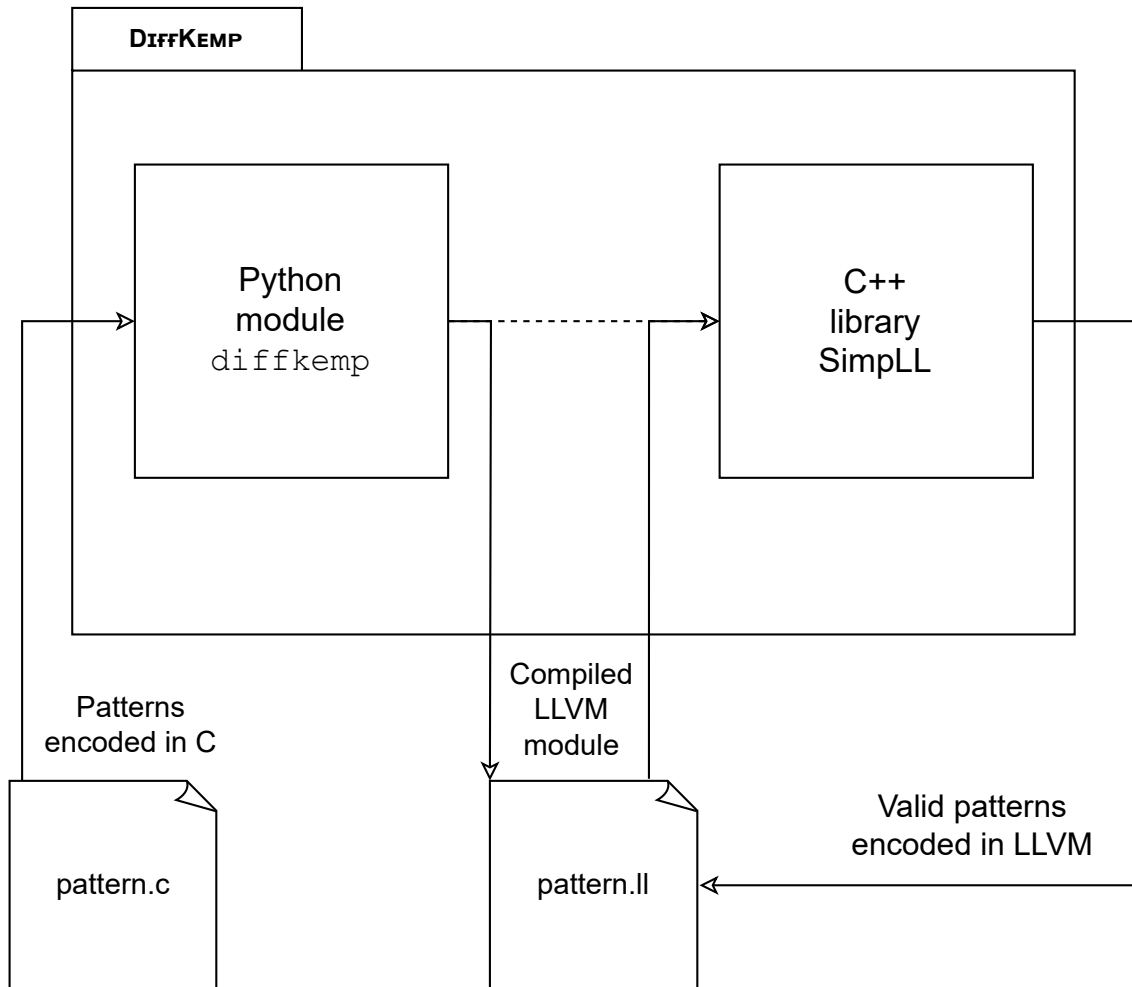 DiffKemp
Python
module
diffkemp
C++
library
SimpLL
Patterns
encoded in C
Compiled
LLVM
module
Valid patterns
encoded in LLVM
pattern.c
pattern.ll